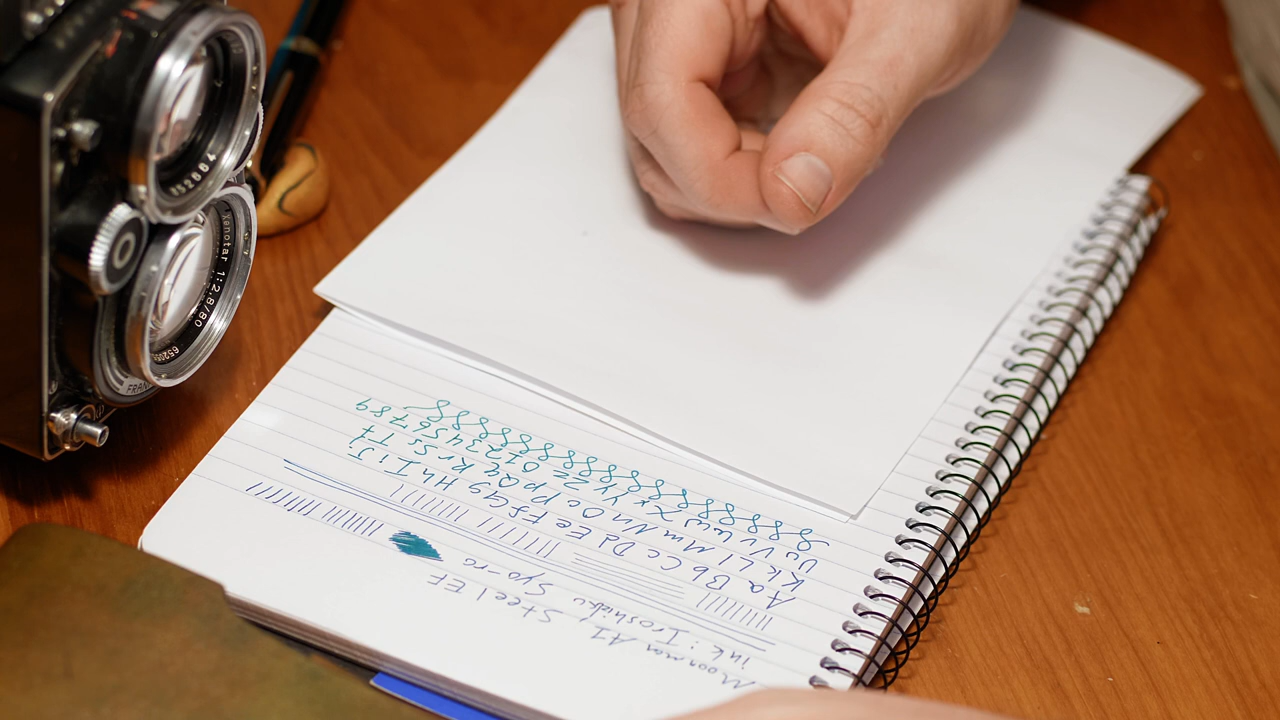 Moonman A1 Steel EF
ink: Iroshizku Syo-ro
Aa Bb Cc Dd Ee Ff Gg Hh Ii Jj
Kk Ll Mm Nn Oo Pp Qq Rr Ss Tt
Uu Vv Ww Xx Yy Zz 0123456789
Xenotar 1:2.8/80